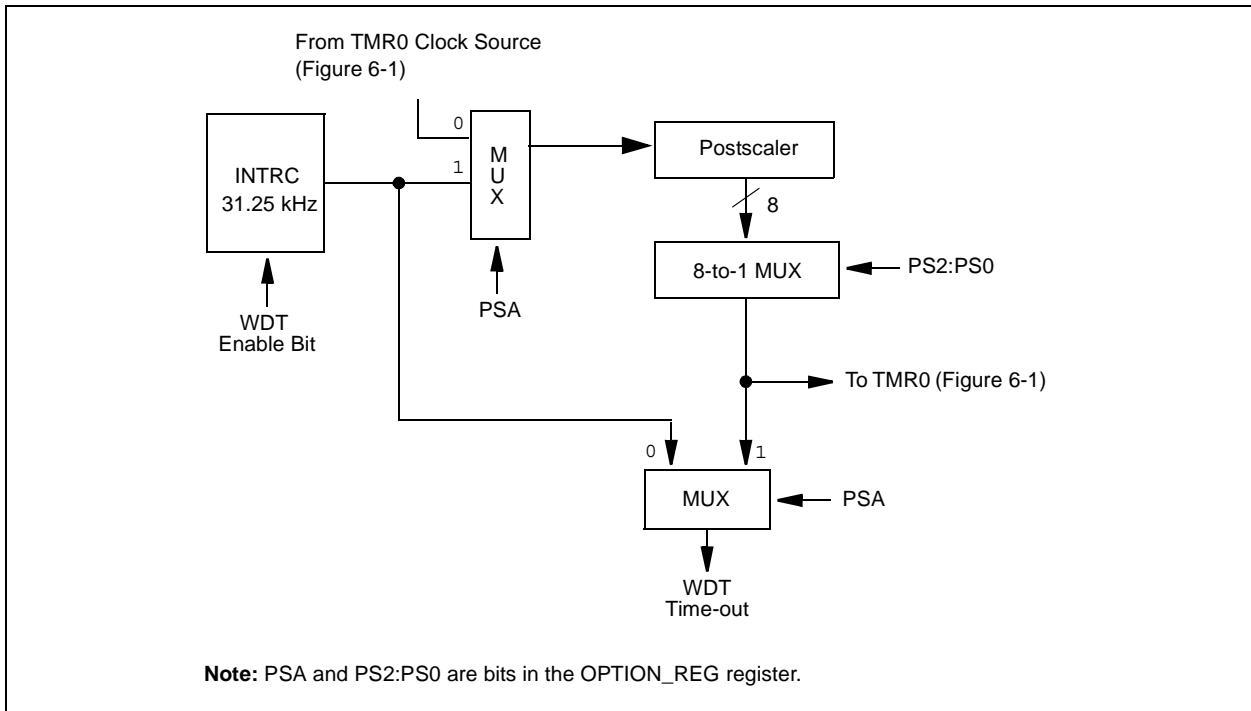 From TMR0 Clock Source
(Figure 6-1)
0
1
M
U
X
Postscaler
INTRC
31.25 kHz
8
8-to-1 MUX
PS2:PS0
PSA
WDT
Enable Bit
To TMR0 (Figure 6-1)
0
1
MUX
PSA
WDT
Time-out
Note: PSA and PS2:PS0 are bits in the OPTION_REG register.